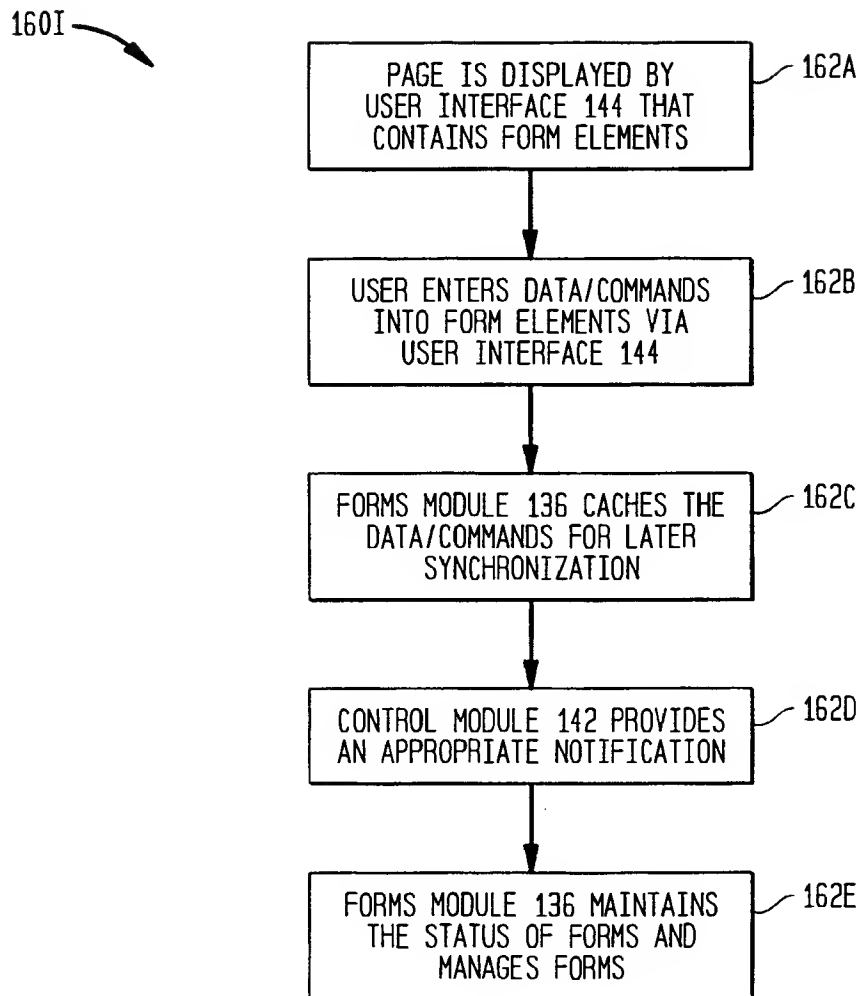 160I
PAGE IS DISPLAYED BY
USER INTERFACE 144 THAT
CONTAINS FORM ELEMENTS
162A
USER ENTERS DATA/COMMANDS
INTO FORM ELEMENTS VIA
USER INTERFACE 144
162B
FORMS MODULE 136 CACHES THE
DATA/COMMANDS FOR LATER
SYNCHRONIZATION
162C
CONTROL MODULE 142 PROVIDES
AN APPROPRIATE NOTIFICATION
162D
FORMS MODULE 136 MAINTAINS
THE STATUS OF FORMS AND
MANAGES FORMS
162E